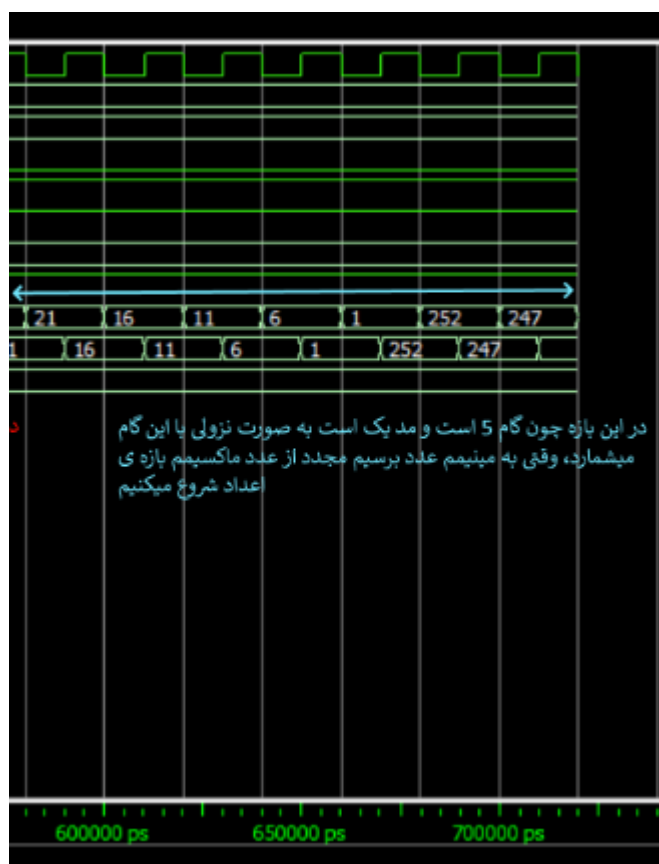 21 16 11 6 1 252 247
1 16 11 6 1 252 247
د
در این بازه چون گام 5 است و مد یک است به صورت نزولی با این گام
میشمارد، وقتی به مینیمم عدد برسیم مجدد از عدد ماکسیمم بازه ی
اعداد شروع میکنیم
600000 ps 650000 ps 700000 ps